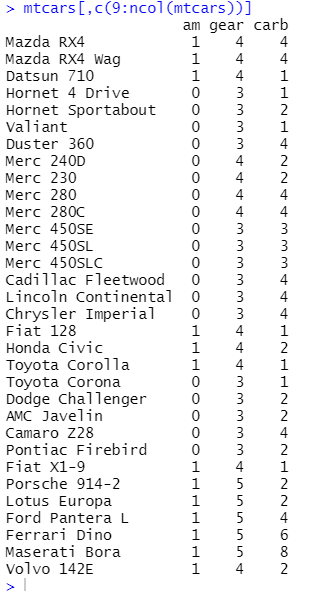 > mtcars[,c(9:ncol(mtcars))]
                    am gear carb
Mazda RX4            1    4    4
Mazda RX4 Wag        1    4    4
Datsun 710           1    4    1
Hornet 4 Drive       0    3    1
Hornet Sportabout    0    3    2
Valiant              0    3    1
Duster 360           0    3    4
Merc 240D            0    4    2
Merc 230             0    4    2
Merc 280             0    4    4
Merc 280C            0    4    4
Merc 450SE           0    3    3
Merc 450SL           0    3    3
Merc 450SLC          0    3    3
Cadillac Fleetwood   0    3    4
Lincoln Continental  0    3    4
Chrysler Imperial    0    3    4
Fiat 128             1    4    1
Honda Civic          1    4    2
Toyota Corolla       1    4    1
Toyota Corona        0    3    1
Dodge Challenger     0    3    2
AMC Javelin          0    3    2
Camaro Z28           0    3    4
Pontiac Firebird     0    3    2
Fiat X1-9            1    4    1
Porsche 914-2        1    5    2
Lotus Europa         1    5    2
Ford Pantera L       1    5    4
Ferrari Dino         1    5    6
Maserati Bora        1    5    8
Volvo 142E           1    4    2
>